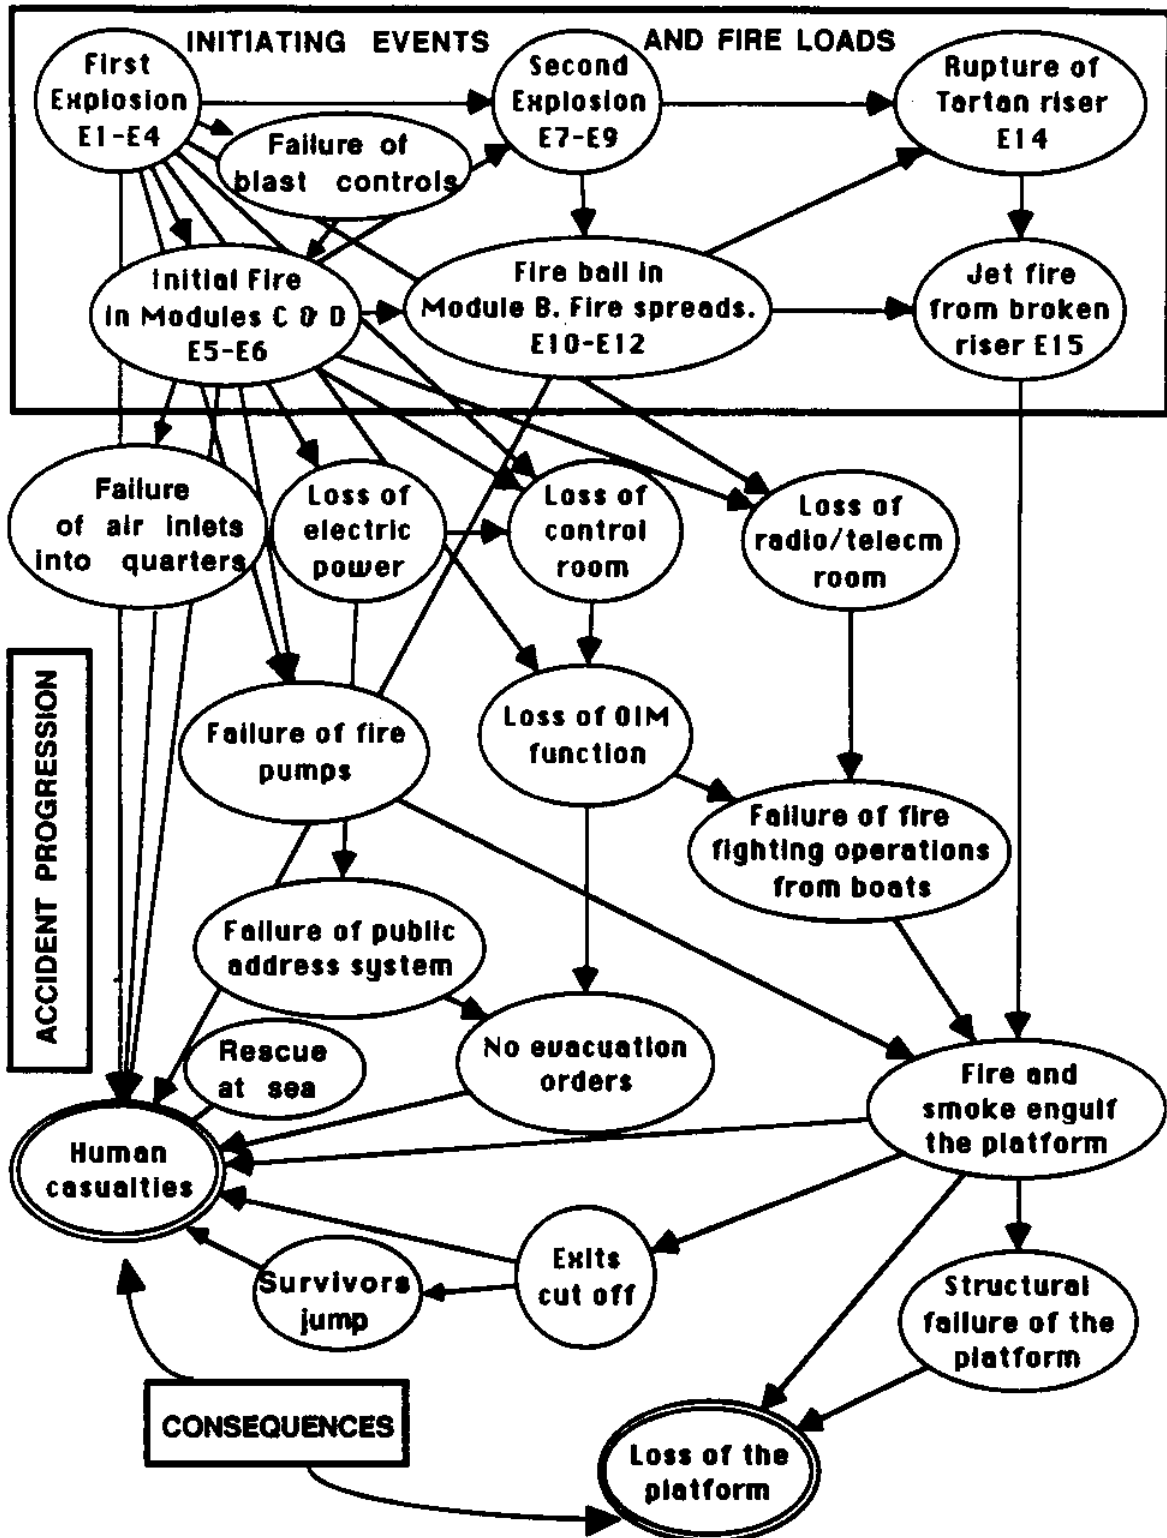 INITIATING EVENTS AND FIRE LOADS
First
Explosion
E1-E4
Second
Explosion
E7-E9
Rupture of
Tartan riser
E14
Failure of
blast controls
Initial Fire
in Modules C & D
E5-E6
Fire ball in
Module B. Fire spreads.
E10-E12
Jet fire
from broken
riser E15
Failure
of air inlets
into quarters
Loss of
electric
power
Loss of
control
room
Loss of
radio/telecm
room
ACCIDENT PROGRESSION
Failure of fire
pumps
Loss of OIM
function
Failure of fire
fighting operations
from boats
Failure of public
address system
No evacuation
orders
Rescue
at sea
Fire and
smoke engulf
the platform
Human
casualties
Exits
cut off
Survivors
jump
Structural
failure of the
platform
CONSEQUENCES
Loss of the
platform